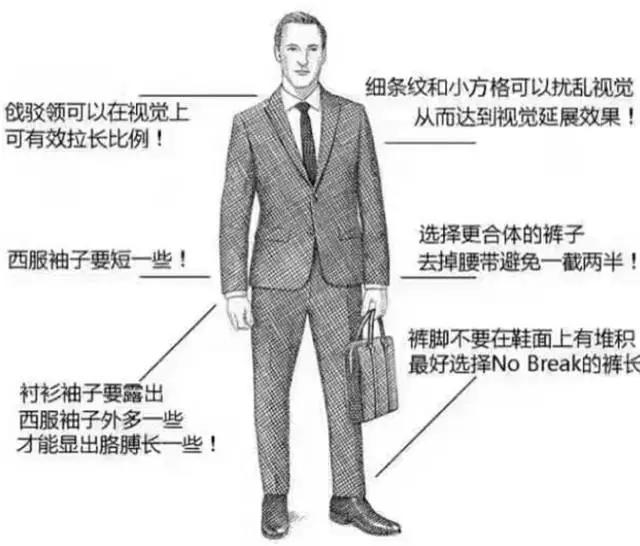 戗驳领可以在视觉上
可有效拉长比例！
细条纹和小方格可以扰乱视觉
从而达到视觉延展效果！
西服袖子要短一些！
选择更合体的裤子
去掉腰带避免一截两半！
裤脚不要在鞋面上有堆积
最好选择No Break的裤长
衬衫袖子要露出
西服袖子外多一些
才能显出胳膊长一些！